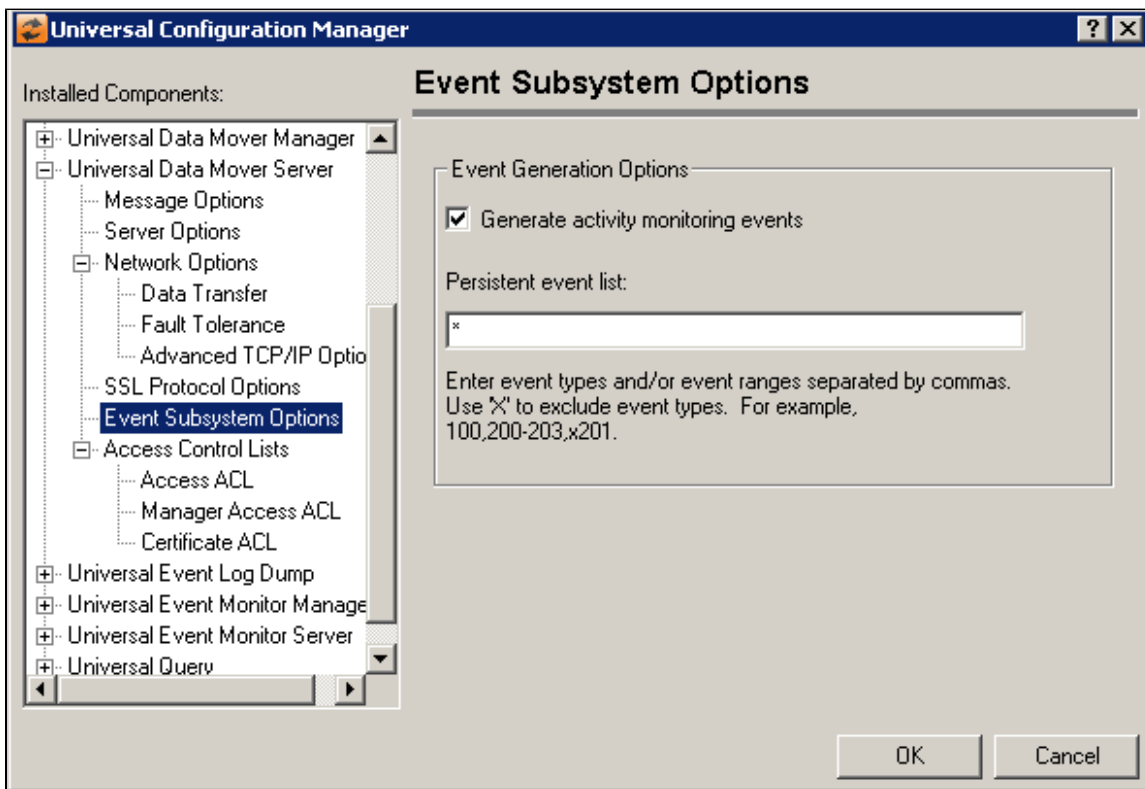 Universal Configuration Manager
Installed Components:
Universal Data Mover Manager
Universal Data Mover Server
Message Options
Server Options
Network Options
Data Transfer
Fault Tolerance
Advanced TCP/IP Optio
SSL Protocol Options
Event Subsystem Options
Access Control Lists
Access ACL
Manager Access ACL
Certificate ACL
Universal Event Log Dump
Universal Event Monitor Manage
Universal Event Monitor Server
Universal Query
Event Subsystem Options
Event Generation Options
Generate activity monitoring events
Persistent event list:
*
Enter event types and/or event ranges separated by commas.
Use 'X' to exclude event types. For example,
100,200-203,x201.
OK
Cancel